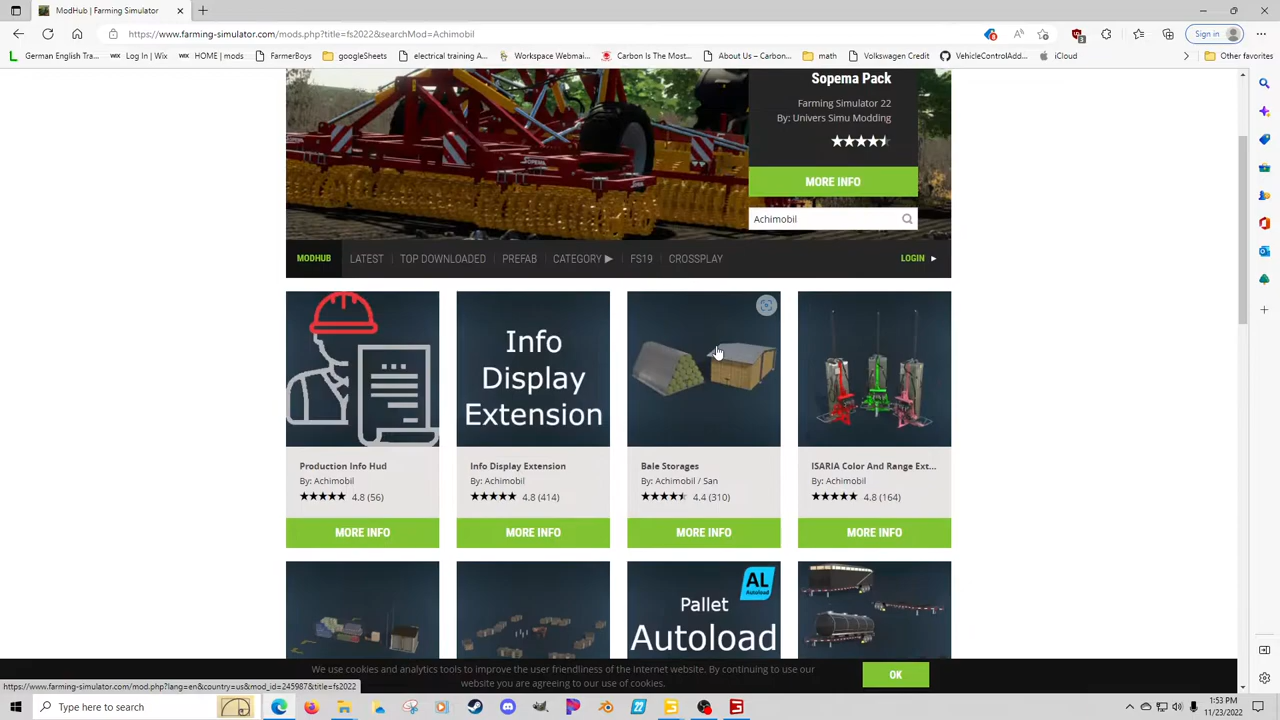 ModHub | Farming Simulator
https://www.farming-simulator.com/mods.php?title=fs2022&searchMod=Achimobil
Sign in
German English Tra...
Log In | Wix
HOME | mods
FarmerBoys
googleSheets
electrical training A...
Workspace Webmai...
Carbon Is The Most...
About Us – Carbon...
math
Volkswagen Credit
VehicleControlAdd...
iCloud
Other favorites
Sopema Pack
Farming Simulator 22
By: Univers Simu Modding
MORE INFO
Achimobil
MODHUB LATEST TOP DOWNLOADED PREFAB CATEGORY ▶ FS19 CROSSPLAY LOGIN ▶
Info
Display
Extension
Production Info Hud
By: Achimobil
4.8 (56)
MORE INFO
Info Display Extension
By: Achimobil
4.8 (414)
MORE INFO
Bale Storages
By: Achimobil / San
4.4 (310)
MORE INFO
ISARIA Color And Range Ext...
By: Achimobil
4.8 (164)
MORE INFO
AL
Autoload
Pallet
Autoload
We use cookies and analytics tools to improve the user friendliness of the Internet website. By continuing to use our
website you are agreeing to our use of cookies.
OK
https://www.farming-simulator.com/mod.php?lang=en&country=us&mod_id=245987&title=fs2022
Type here to search
22
1:53 PM
11/23/2022